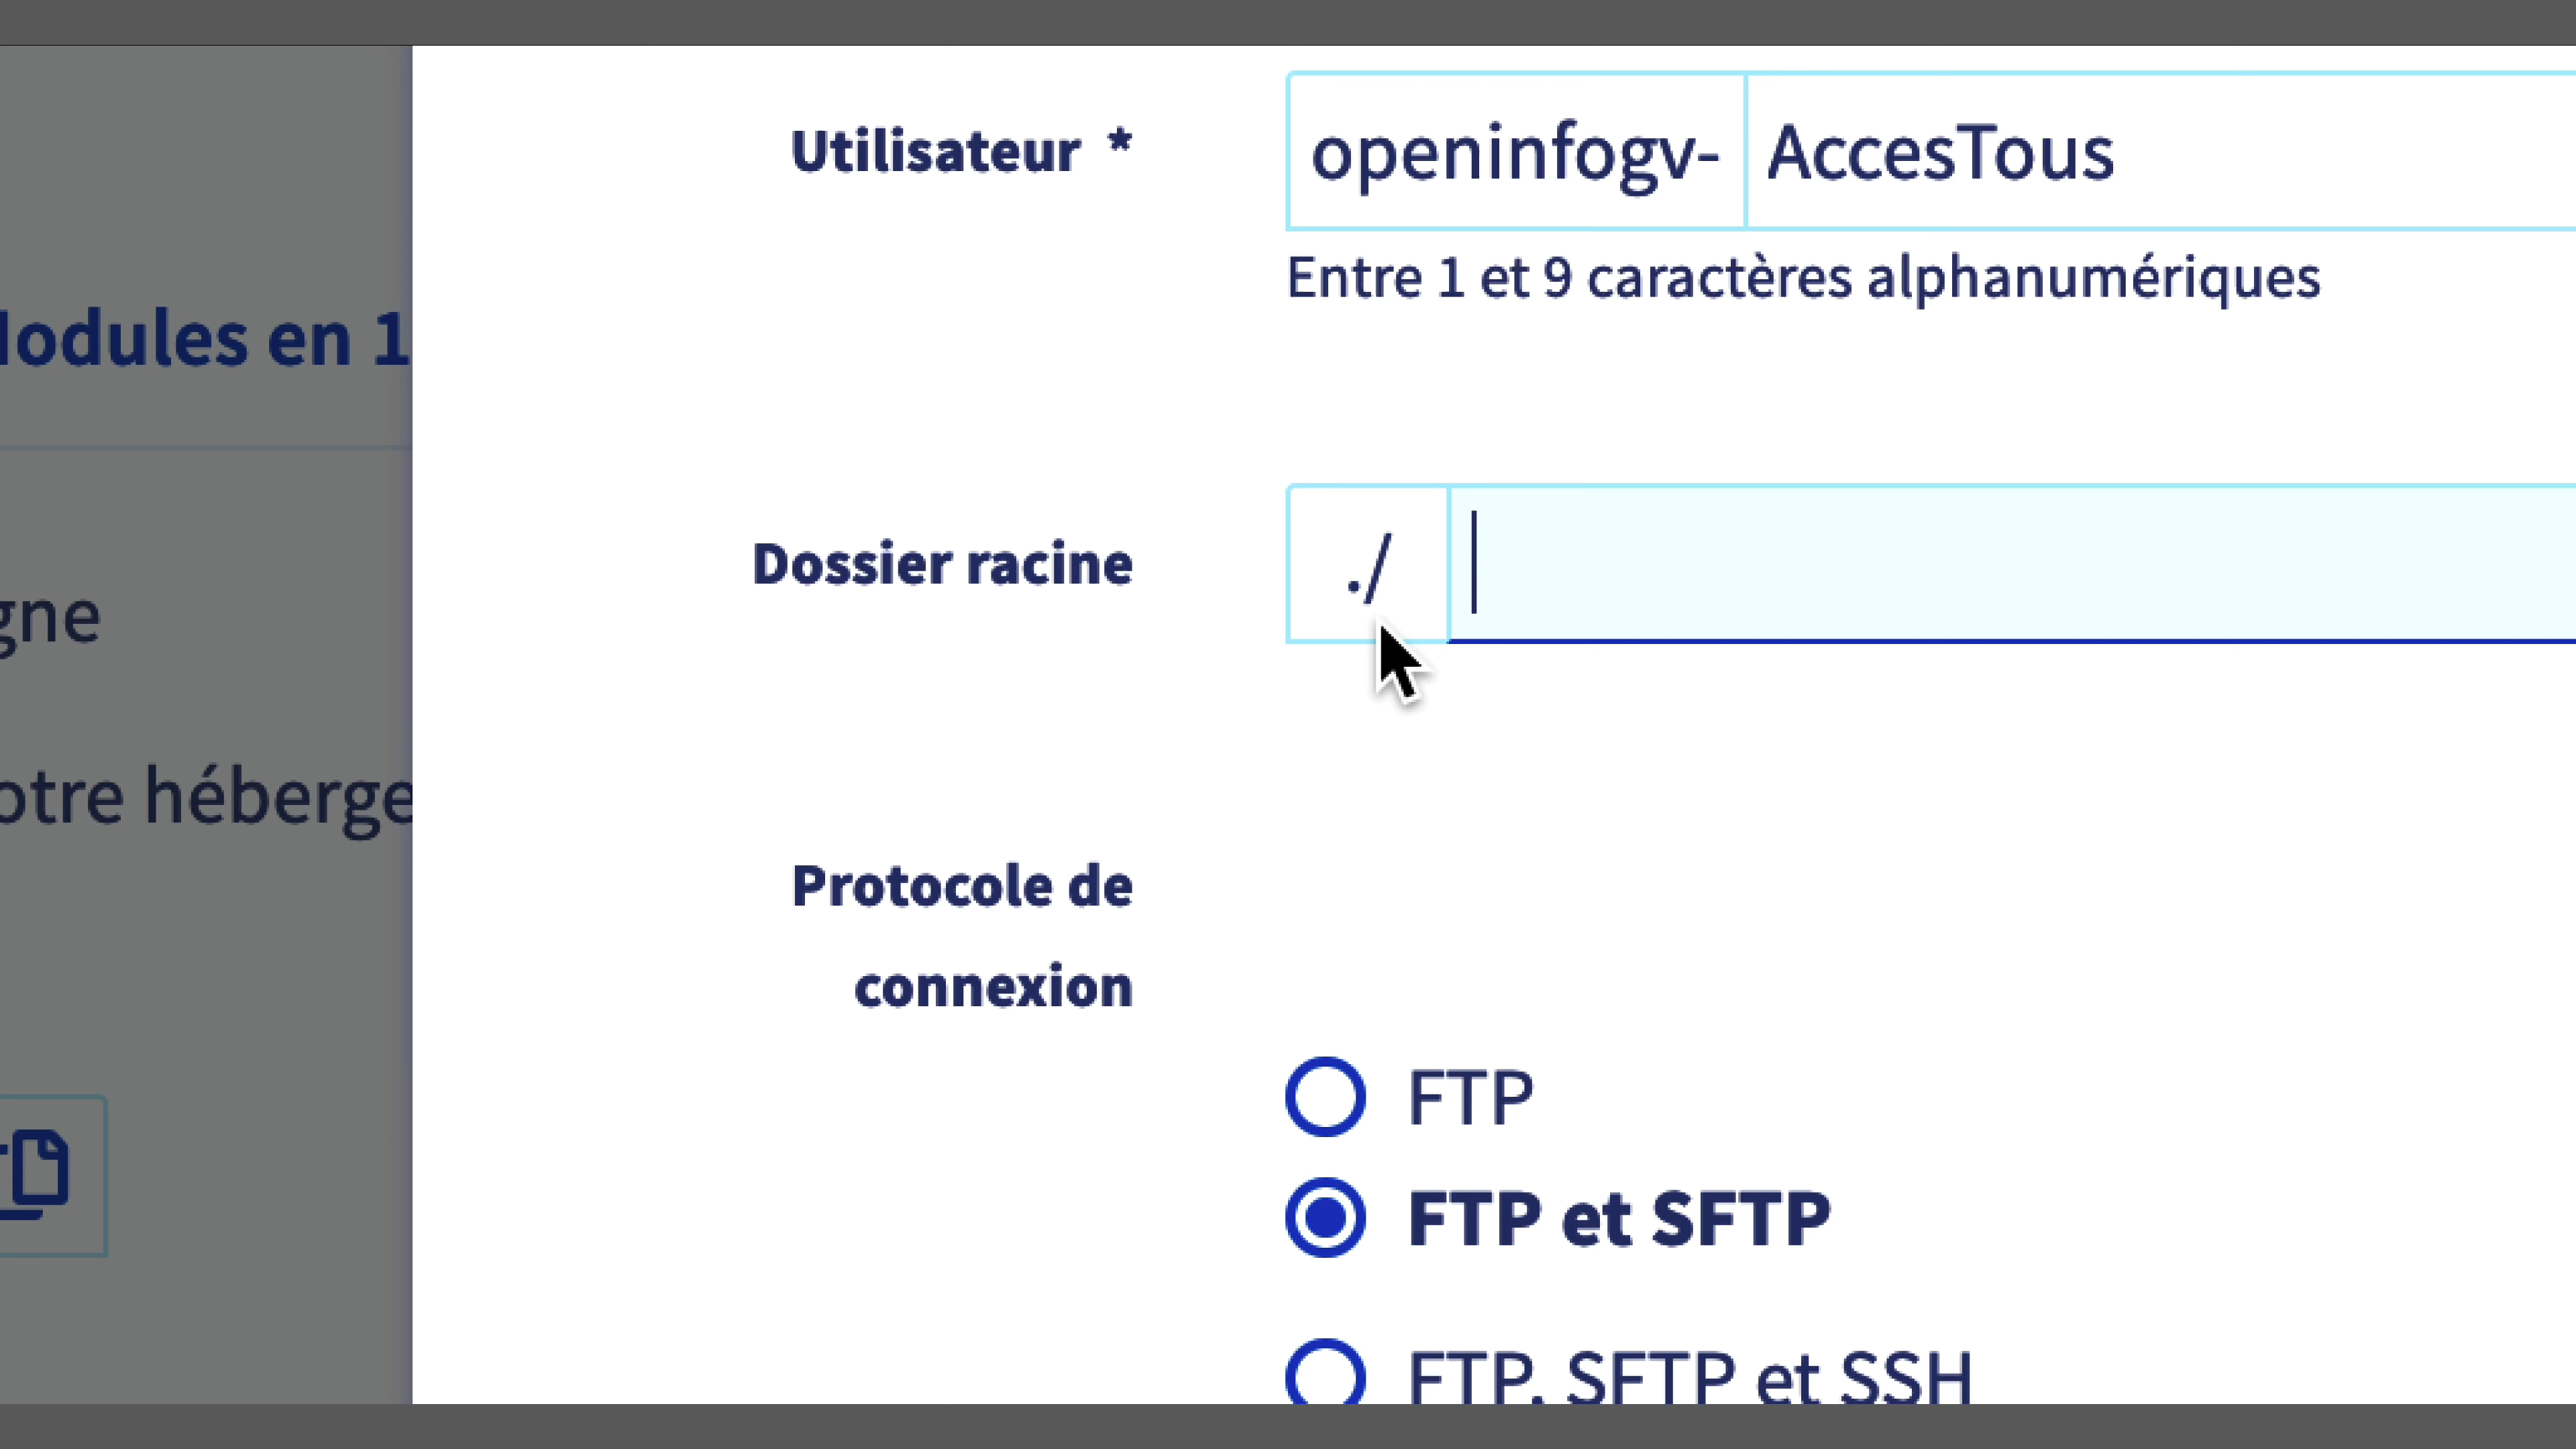 Utilisateur *
openinfogv-
AccesTous
Entre 1 et 9 caractères alphanumériques
odules en 1
Dossier racine
./
gne
otre héberge
Protocole de
connexion
FTP
FTP et SFTP
FTP, SFTP et SSH